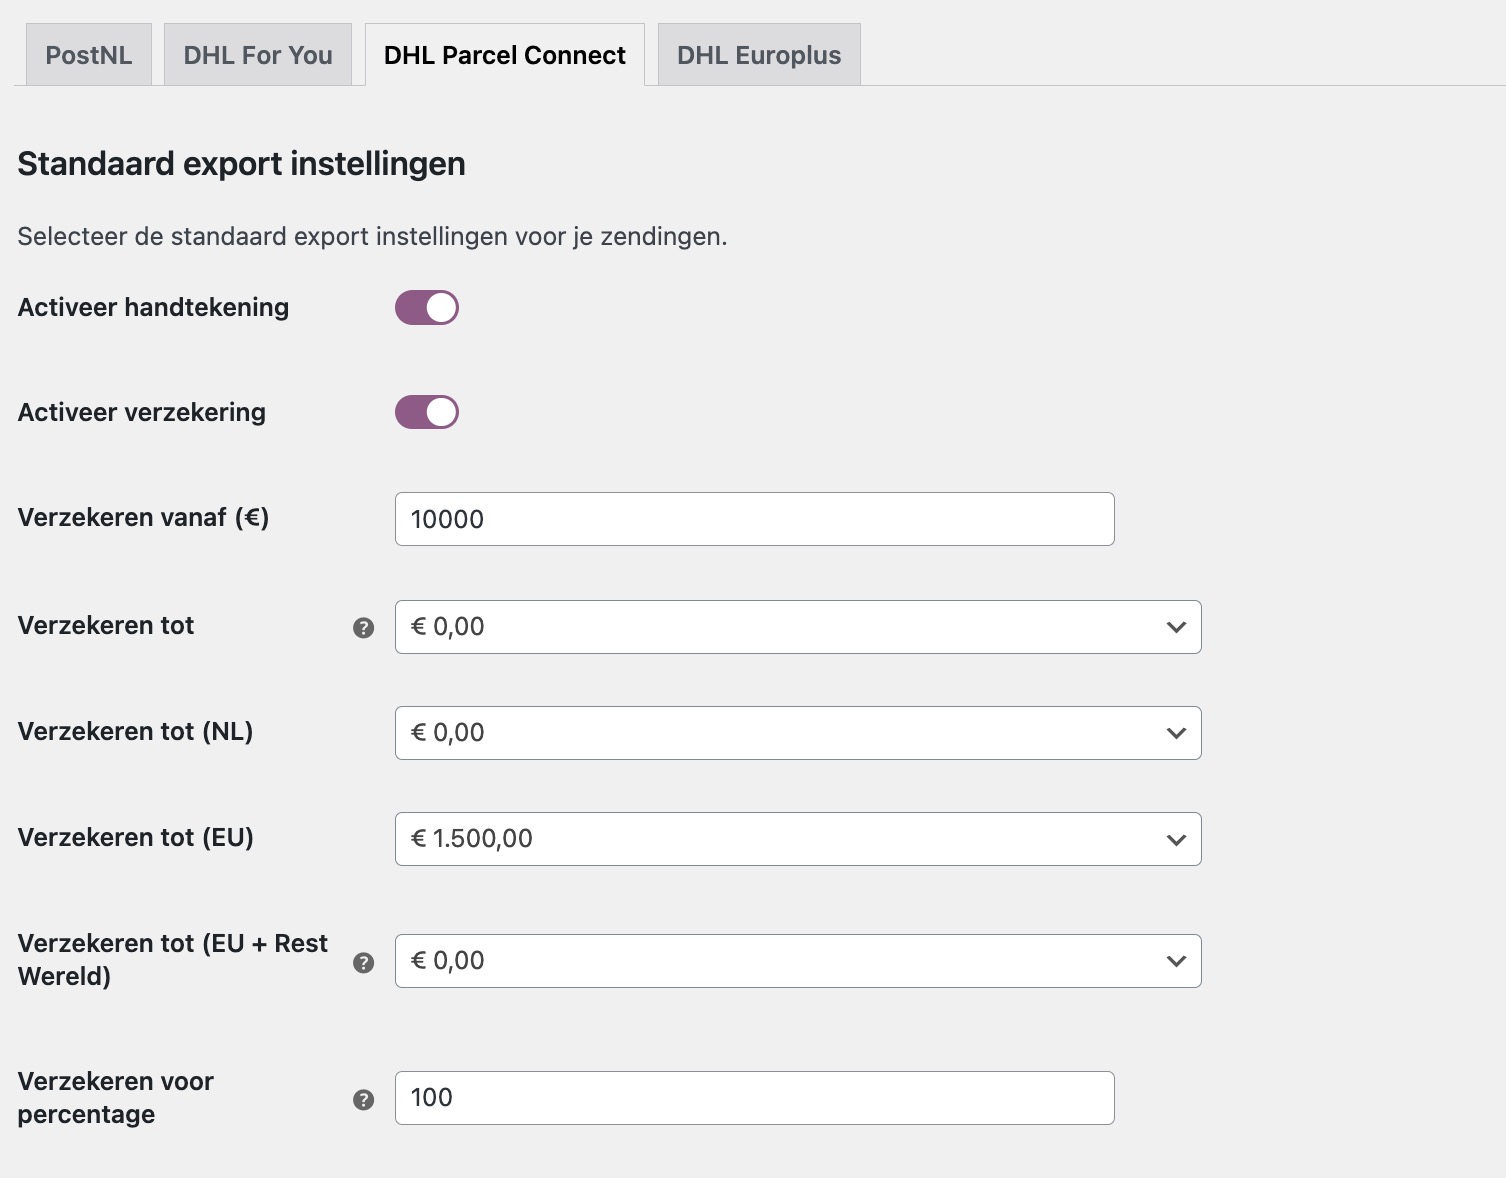 PostNL
DHL For You
DHL Parcel Connect
DHL Europlus
Standaard export instellingen
Selecteer de standaard export instellingen voor je zendingen.
Activeer handtekening
Activeer verzekering
Verzekeren vanaf (€)
10000
Verzekeren tot
?
€ 0,00
Verzekeren tot (NL)
€ 0,00
Verzekeren tot (EU)
€ 1.500,00
Verzekeren tot (EU + Rest
Wereld)
?
€ 0,00
Verzekeren voor
percentage
?
100